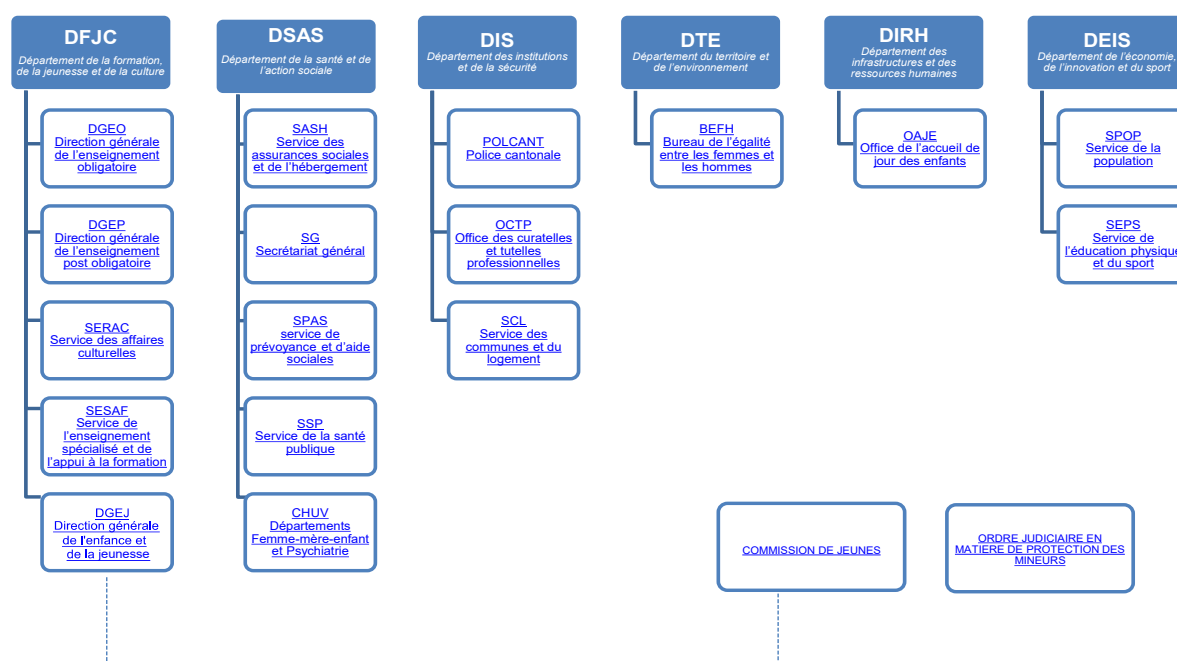 DFJC
Département de la formation,
de la jeunesse et de la culture
DGEO
Direction générale
de l'enseignement
obligatoire
DGEP
Direction générale
de l'enseignement
post obligatoire
SERAC
Service des affaires
culturelles
SESAF
Service de
l'enseignement
spécialisé et de
l'appui à la formation
DGEJ
Direction générale
de l'enfance et
de la jeunesse
DSAS
Département de la santé et de
l'action sociale
SASH
Service des
assurances sociales
et de l'hébergement
SG
Secrétariat général
SPAS
service de
prévoyance et d'aide
sociales
SSP
Service de la santé
publique
CHUV
Départements
Femme-mère-enfant
et Psychiatrie
DIS
Département des institutions
et de la sécurité
POLCANT
Police cantonale
OCTP
Office des curatelles
et tutelles
professionnelles
SCL
Service des
communes et du
logement
DTE
Département du territoire et
de l'environnement
BEFH
Bureau de l'égalité
entre les femmes et
les hommes
DIRH
Département des
infrastructures et des
ressources humaines
OAJE
Office de l'accueil de
jour des enfants
DEIS
Département de l'économie,
de l'innovation et du sport
SPOP
Service de la
population
SEPS
Service de
l'éducation physique
et du sport
COMMISSION DE JEUNES
ORDRE JUDICIAIRE EN
MATIERE DE PROTECTION DES
MINEURS